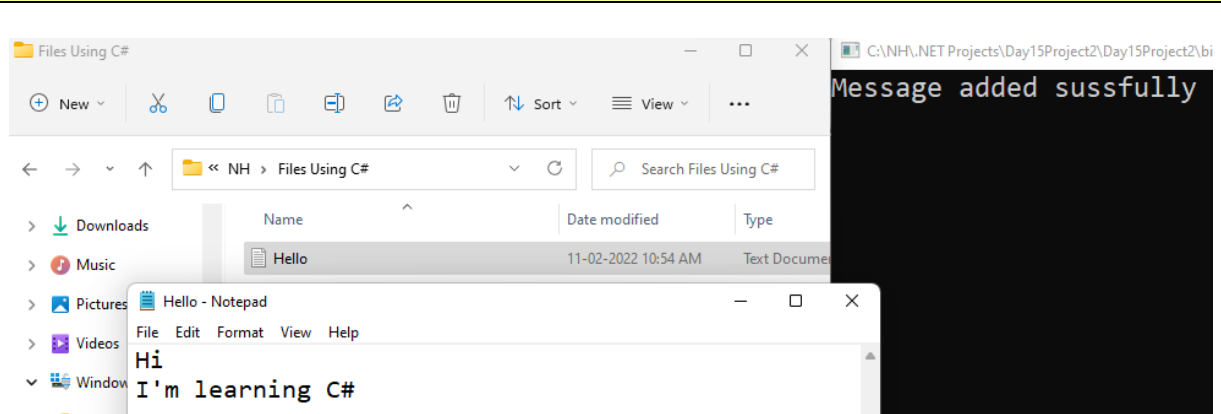 Files Using C#
C:\NH\.NET Projects\Day15Project2\Day15Project2\bi
Message added sussfully
New
Sort
View
« NH > Files Using C#
Search Files Using C#
Downloads
Music
Pictures
Videos
Window
Name
Date modified
Type
Hello
11-02-2022 10:54 AM
Text Documen
Hello - Notepad
File Edit Format View Help
Hi
I'm learning C#